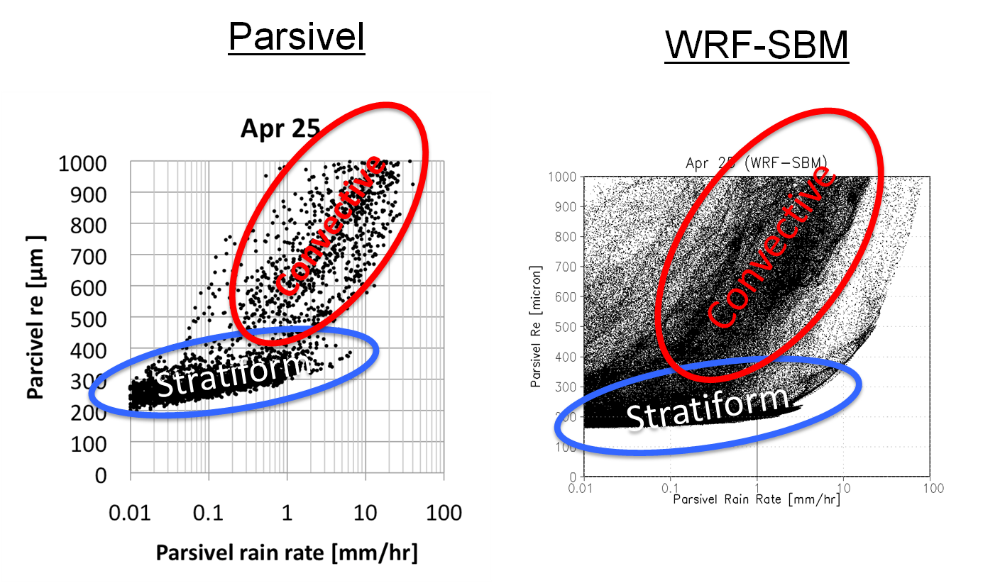 Parsivel
WRF-SBM
Apr 25
1000
900
800
700
600
500
400
300
200
100
0
Parcivel re [µm ]
Convective
Stratiform
0.01 0.1 1 10 100
Parsivel rain rate [mm/hr]
Apr 25 (WRF-SBM)
1000
900
800
700
600
500
400
300
200
100
0
Parsivel Re [micron]
Convective
Stratiform
0.01 0.1 1 10 100
Parsivel Rain Rate [mm/hr]